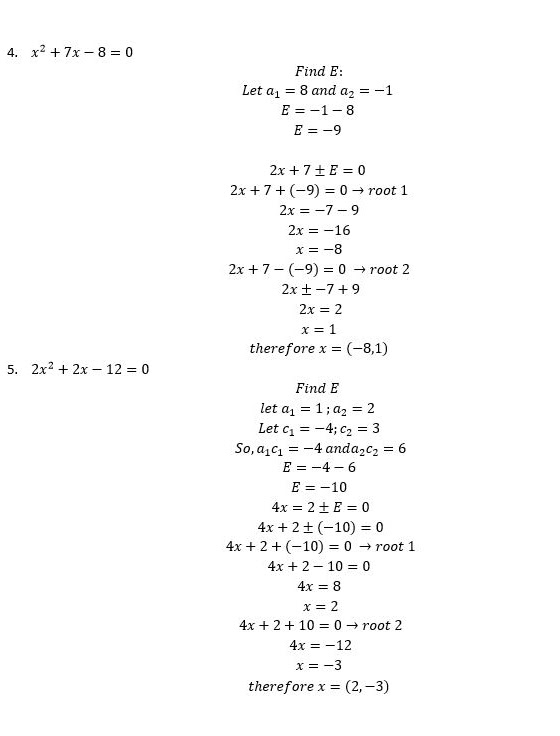 4. x² + 7x − 8 = 0
Find E:
Let a₁ = 8 and a₂ = −1
E = −1 − 8
E = −9
2x + 7 ± E = 0
2x + 7 + (−9) = 0 → root 1
2x = −7 − 9
2x = −16
x = −8
2x + 7 − (−9) = 0 → root 2
2x ± −7 + 9
2x = 2
x = 1
therefore x = (−8,1)
5. 2x² + 2x − 12 = 0
Find E
let a₁ = 1 ; a₂ = 2
Let c₁ = −4; c₂ = 3
So, a₁c₁ = −4 anda₂c₂ = 6
E = −4 − 6
E = −10
4x = 2 ± E = 0
4x + 2 ± (−10) = 0
4x + 2 + (−10) = 0 → root 1
4x + 2 − 10 = 0
4x = 8
x = 2
4x + 2 + 10 = 0 → root 2
4x = −12
x = −3
therefore x = (2, −3)